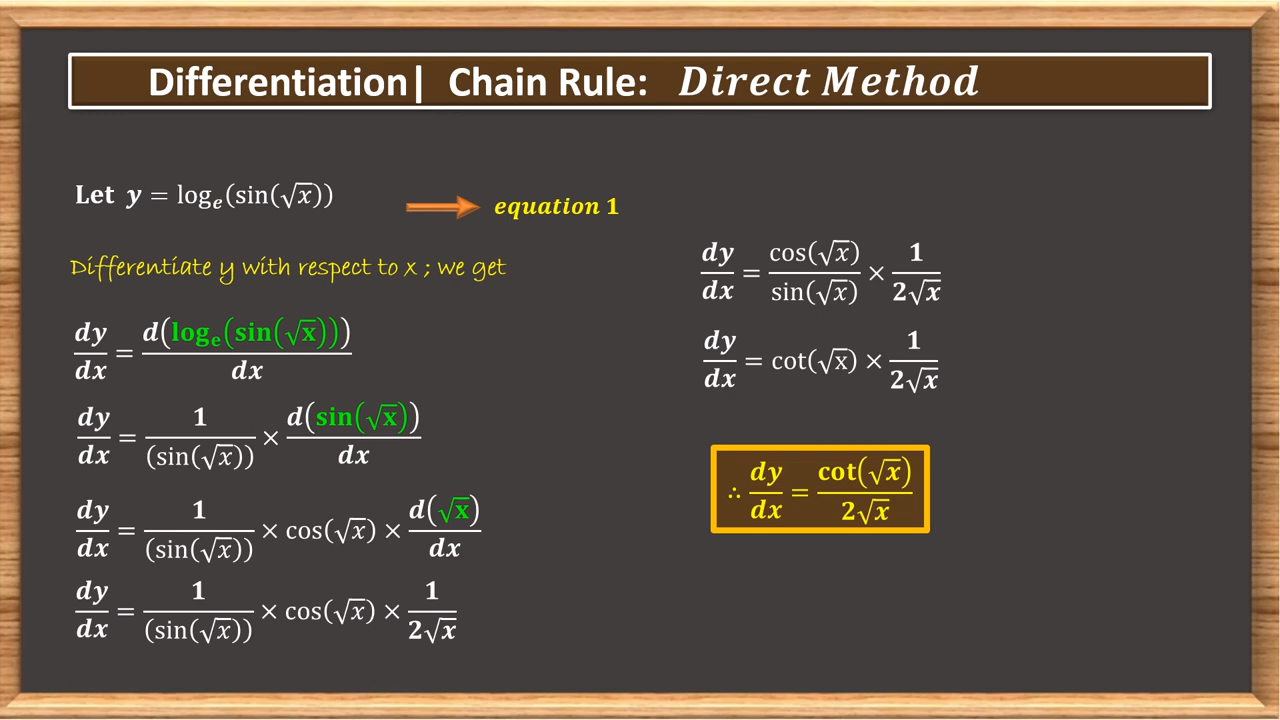 Differentiation| Chain Rule: Direct Method
Let y = logₑ(sin(√x))
equation 1
Differentiate y with respect to x ; we get
dy/dx = d(logₑ(sin(√x)))/dx
dy/dx = 1/(sin(√x)) × d(sin(√x))/dx
dy/dx = 1/(sin(√x)) × cos(√x) × d(√x)/dx
dy/dx = 1/(sin(√x)) × cos(√x) × 1/2√x
dy/dx = cos(√x)/sin(√x) × 1/2√x
dy/dx = cot(√x) × 1/2√x
∴ dy/dx = cot(√x)/2√x